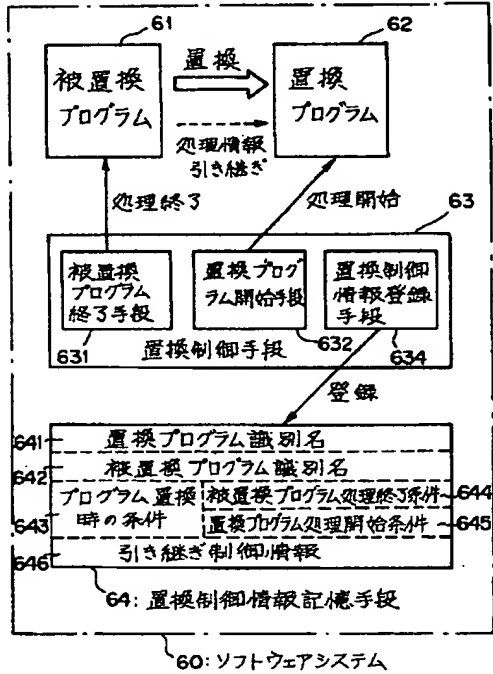 61
62
被置換
プログラム
置換
置換
プログラム
処理情報
引き継ぎ
処理終了
処理開始
63
被置換
プログラム
終了手段
置換プログ
ラム開始手段
置換制御
情報登録
手段
631
632
634
置換制御手段
登録
641
置換プログラム識別名
642
被置換プログラム識別名
643
プログラム置換
時の条件
被置換プログラム処理終了条件
644
置換プログラム処理開始条件
645
646
引き継ぎ制御情報
64:置換制御情報記憶手段
60:ソフトウェアシステム